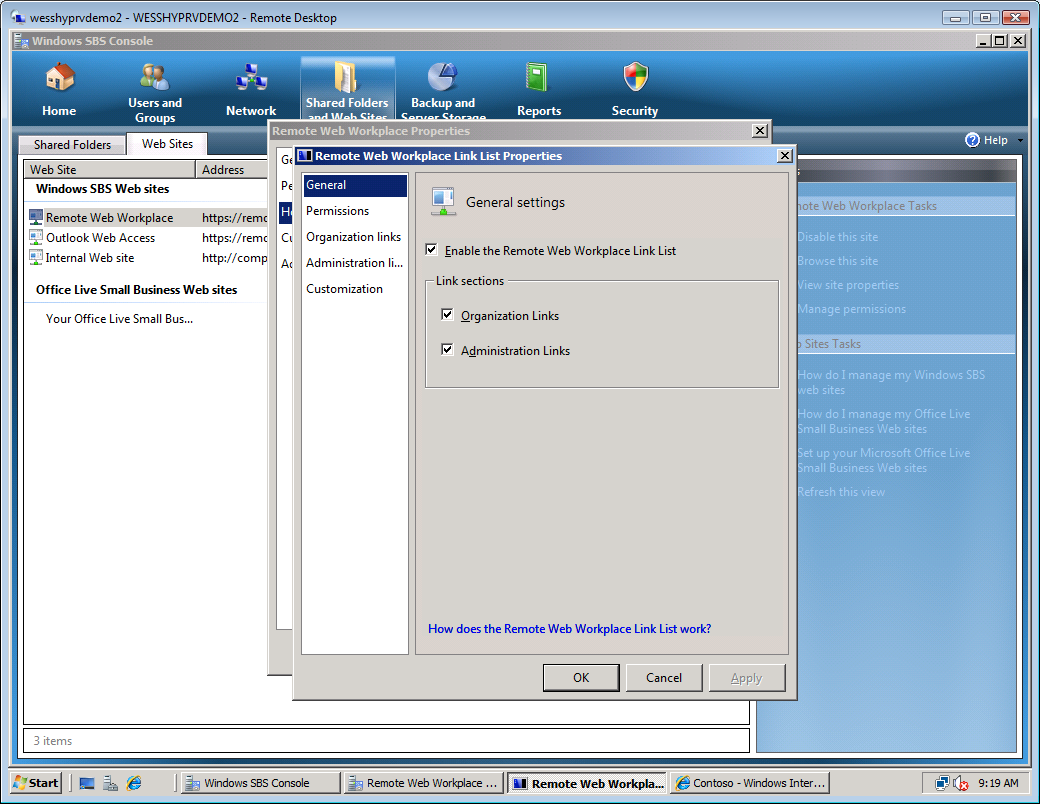 wesshyprvdemo2 - WESSHYPRVDEMO2 - Remote Desktop
Windows SBS Console
Home
Users and
Groups
Network
Shared Folders
and Web Sites
Backup and
Server Storage
Reports
Security
Shared Folders
Web Sites
Help
Remote Web Workplace Properties
Remote Web Workplace Link List Properties
Web Site
Address
Windows SBS Web sites
Remote Web Workplace
https://remo
Outlook Web Access
https://remo
Internal Web site
http://comp
Office Live Small Business Web sites
Your Office Live Small Bus...
General
Permissions
Organization links
Administration li...
Customization
General settings
Enable the Remote Web Workplace Link List
Link sections
Organization Links
Administration Links
How does the Remote Web Workplace Link List work?
OK
Cancel
Apply
mote Web Workplace Tasks
Disable this site
Browse this site
View site properties
Manage permissions
Sites Tasks
How do I manage my Windows SBS
web sites
How do I manage my Office Live
Small Business Web sites
Set up your Microsoft Office Live
Small Business Web sites
Refresh this view
3 items
Start
Windows SBS Console
Remote Web Workplace ...
Remote Web Workpla...
Contoso - Windows Inter...
9:19 AM